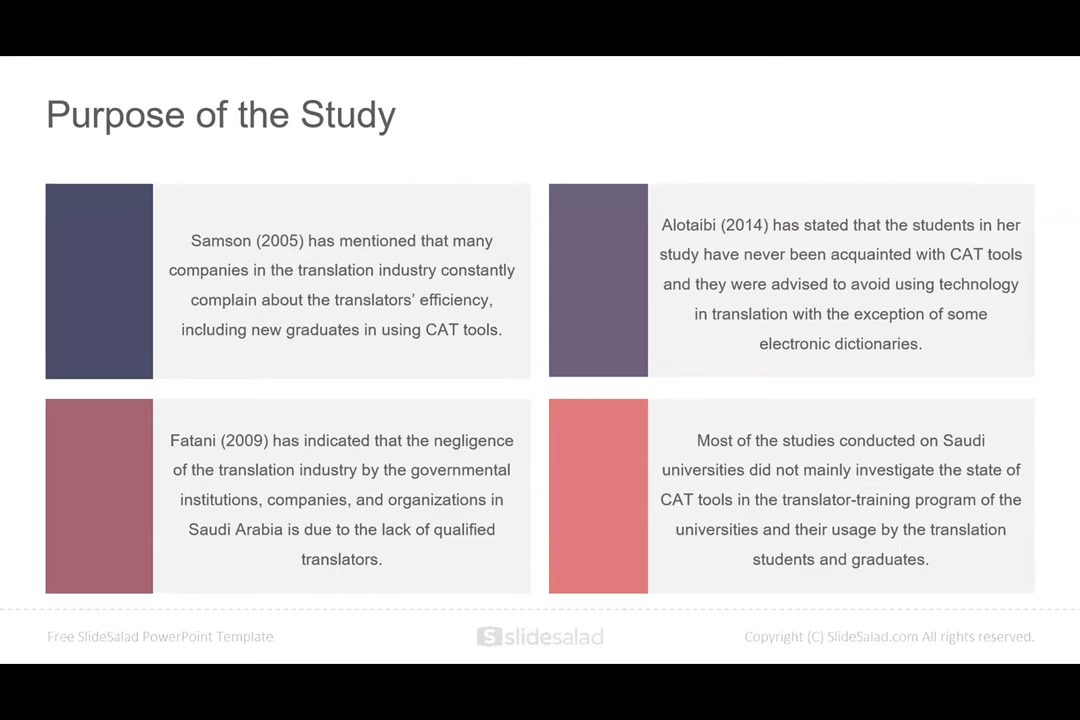 Purpose of the Study
Samson (2005) has mentioned that many
companies in the translation industry constantly
complain about the translators’ efficiency,
including new graduates in using CAT tools.
Alotaibi (2014) has stated that the students in her
study have never been acquainted with CAT tools
and they were advised to avoid using technology
in translation with the exception of some
electronic dictionaries.
Fatani (2009) has indicated that the negligence
of the translation industry by the governmental
institutions, companies, and organizations in
Saudi Arabia is due to the lack of qualified
translators.
Most of the studies conducted on Saudi
universities did not mainly investigate the state of
CAT tools in the translator-training program of the
universities and their usage by the translation
students and graduates.
Free SlideSalad PowerPoint Template
S slidesalad
Copyright (C) SlideSalad.com All rights reserved.